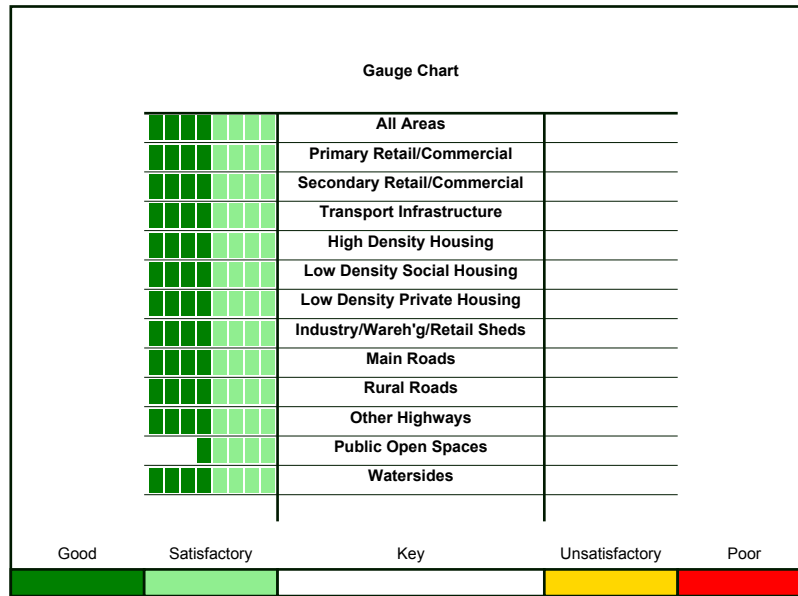 Gauge Chart
All Areas
Primary Retail/Commercial
Secondary Retail/Commercial
Transport Infrastructure
High Density Housing
Low Density Social Housing
Low Density Private Housing
Industry/Wareh'g/Retail Sheds
Main Roads
Rural Roads
Other Highways
Public Open Spaces
Watersides
Good Satisfactory Key Unsatisfactory Poor